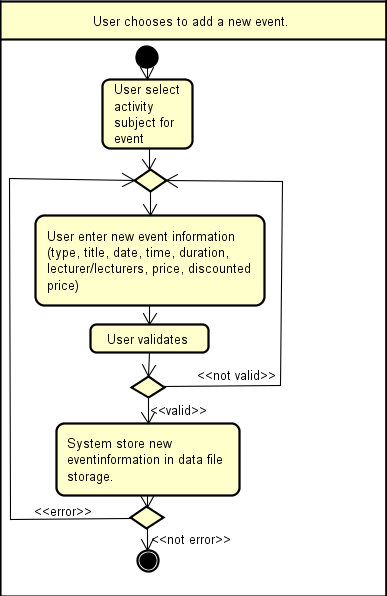 User chooses to add a new event.
User select
activity
subject for
event
User enter new event information
(type, title, date, time, duration,
lecturer/lecturers, price, discounted
price)
User validates
<<not valid>>
<<valid>>
System store new
eventinformation in data file
storage.
<<error>>
<<not error>>